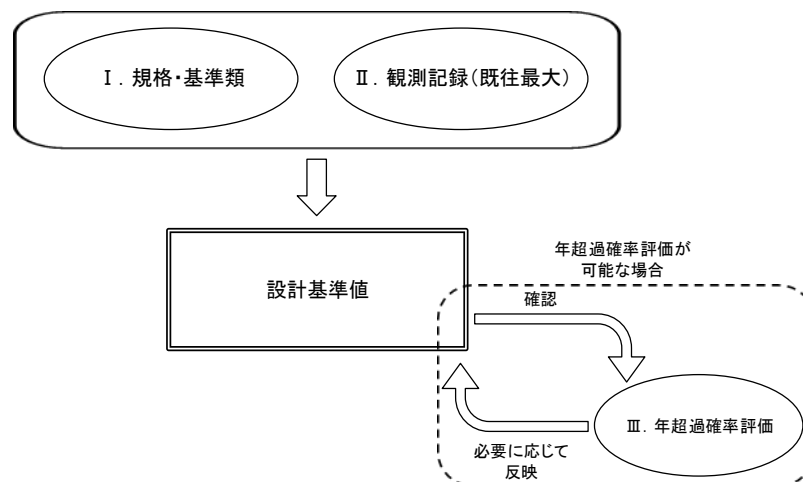 Ⅰ. 規格・基準類
Ⅱ. 観測記録(既往最大)
設計基準値
年超過確率評価が
可能な場合
確認
Ⅲ. 年超過確率評価
必要に応じて
反映